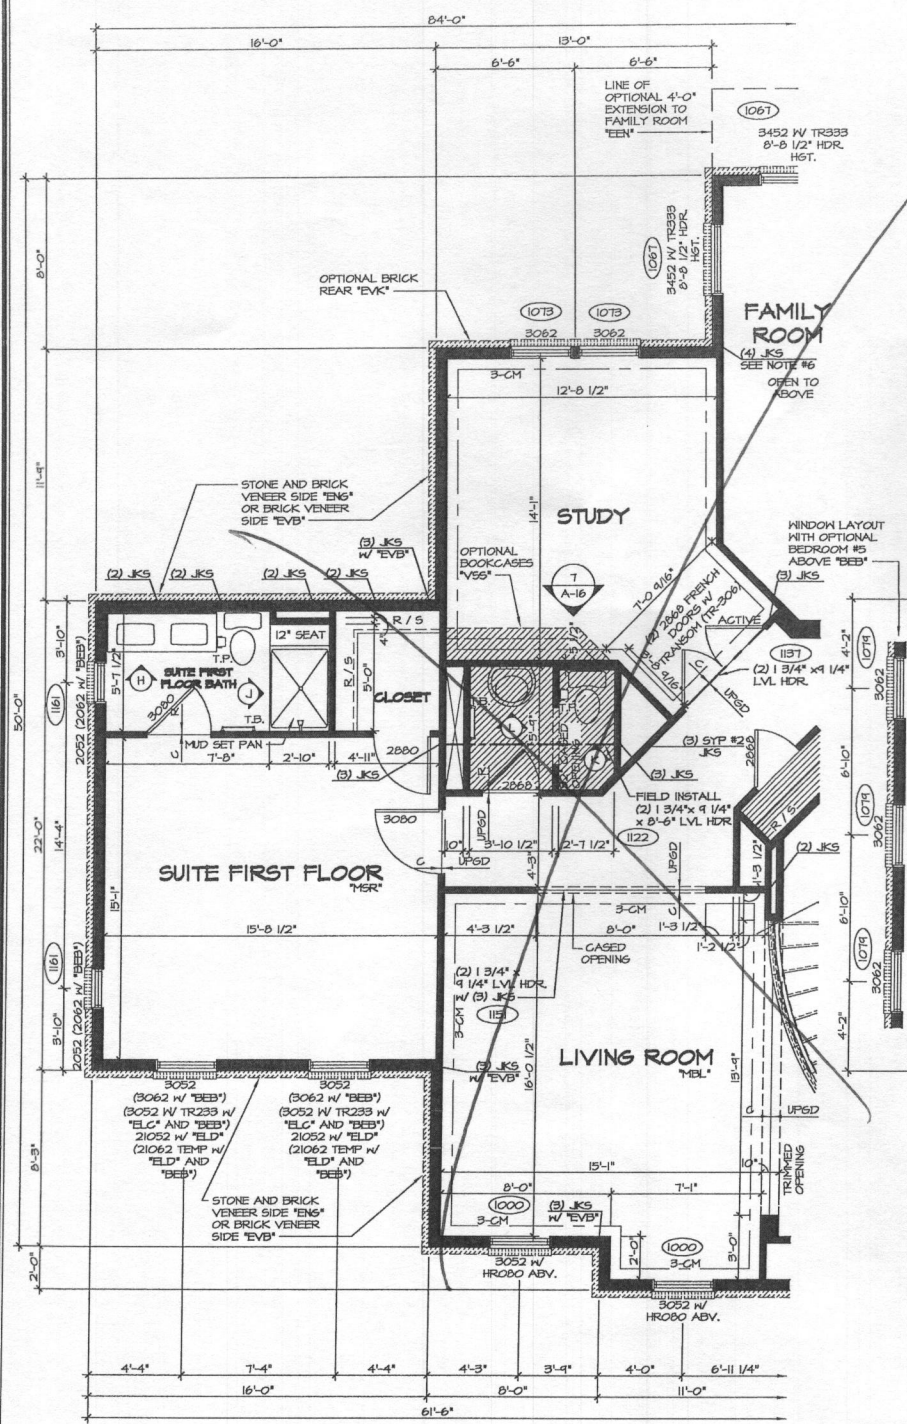 84'-0"
16'-0"
13'-0"
6'-6"
6'-6"
LINE OF
OPTIONAL 4'-0"
EXTENSION TO
FAMILY ROOM
"EEN"
1067
3452 W/ TR333
8'-8 1/2" HDR.
HGT.
8'-0"
1067
3452 W/ TR333
8'-8 1/2" HDR.
HGT.
OPTIONAL BRICK
REAR "EVK"
1073
1073
3062
3062
FAMILY
ROOM
(4) JKS
SEE NOTE #6
OPEN TO
ABOVE
3-CM
12'-8 1/2"
11'-9"
STONE AND BRICK
VENEER SIDE "ENG"
OR BRICK VENEER
SIDE "EVB"
14'-1"
STUDY
(3) JKS
W/ "EVB"
OPTIONAL
BOOKCASES
"VSS"
7
A-16
WINDOW LAYOUT
WITH OPTIONAL
BEDROOM #5
ABOVE "BEB"
(2) JKS
(2) JKS
(2) JKS
(2) JKS
7'-0 9/16"
(2) 2868 FRENCH
DOORS W/
TRANSOM (TR-306)
(3) JKS
ACTIVE
1137
(2) 1 3/4" x 9 1/4"
LVL HDR.
UPGD
3'-10"
5'-7 1/2"
H
SUITE FIRST
FLOOR BATH
T.P.
J
T.B.
12" SEAT
R / S
R / S
5'-0"
CLOSET
3080
MUD SET PAN
50'-0"
1161
2052 (2062 W/ "BEB")
C
7'-8"
2'-10"
4'-11"
2880
(3) JKS
L
K
CASED
OPENING
2868
(3) SYP #2
JKS
(3) JKS
FIELD INSTALL
(2) 1 3/4" x 9 1/4"
x 8'-6" LVL HDR
1122
2868
R / S
4'-2"
1079
3062
6'-10"
1079
3062
6'-10"
1079
3062
4'-2"
22'-0"
14'-4"
3080
C
UPGD
UPGD
10"
3'-10 1/2"
2'-7 1/2"
4'-3"
UPGD
C
1'-3 1/2"
(2) JKS
SUITE FIRST FLOOR
"MSR"
15'-1"
15'-8 1/2"
3-CM
4'-3 1/2"
8'-0"
1'-3 1/2"
1'-2 1/2"
CASED
OPENING
(2) 1 3/4" x
9 1/4" LVL HDR.
W/ (3) JKS
1151
3-CM
1161
2052 (2062 W/ "BEB")
3'-10"
(3) JKS
W/ "EVB"
16'-0 1/2"
LIVING ROOM
"MBL"
13'-9"
C
UPGD
3052
(3062 W/ "BEB")
(3052 W/ TR233 W/
"ELC" AND "BEB")
21052 W/ "ELD"
(21062 TEMP W/
"ELD" AND
"BEB")
3052
(3062 W/ "BEB")
(3052 W/ TR233 W/
"ELC" AND "BEB")
21052 W/ "ELD"
(21062 TEMP W/
"ELD" AND
"BEB")
8'-3"
STONE AND BRICK
VENEER SIDE "ENG"
OR BRICK VENEER
SIDE "EVB"
15'-1"
10"
TRIMMED
OPENING
8'-0"
7'-1"
1000
(3) JKS
W/ "EVB"
3-CM
1000
3-CM
2'-0"
3'-0"
2'-0"
3052 W/
HR080 ABV.
3052 W/
HR080 ABV.
4'-4"
7'-4"
4'-4"
4'-3"
3'-9"
4'-0"
6'-11 1/4"
16'-0"
8'-0"
11'-0"
61'-6"